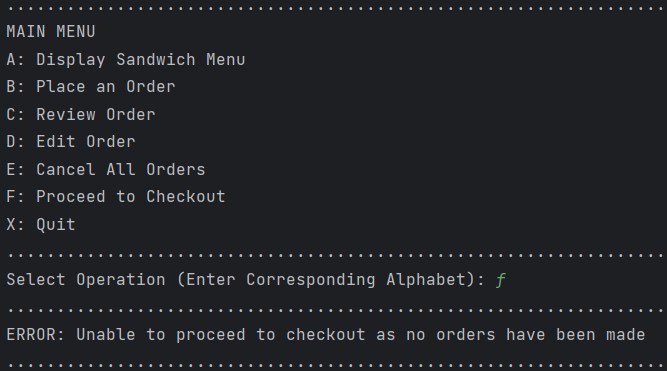 MAIN MENU
A: Display Sandwich Menu
B: Place an Order
C: Review Order
D: Edit Order
E: Cancel All Orders
F: Proceed to Checkout
X: Quit
Select Operation (Enter Corresponding Alphabet): f
ERROR: Unable to proceed to checkout as no orders have been made